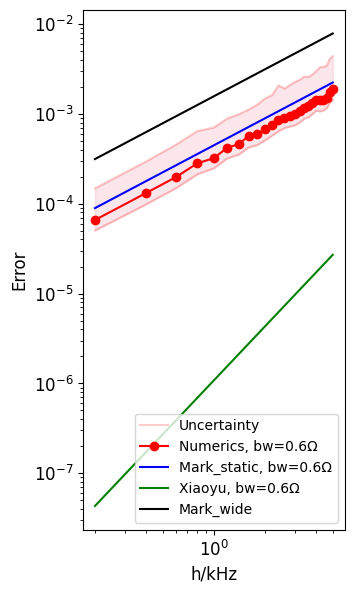 10⁻²
10⁻³
10⁻⁴
10⁻⁵
10⁻⁶
10⁻⁷
Error
Uncertainty
Numerics, bw=0.6Ω
Mark_static, bw=0.6Ω
Xiaoyu, bw=0.6Ω
Mark_wide
10⁰
h/kHz